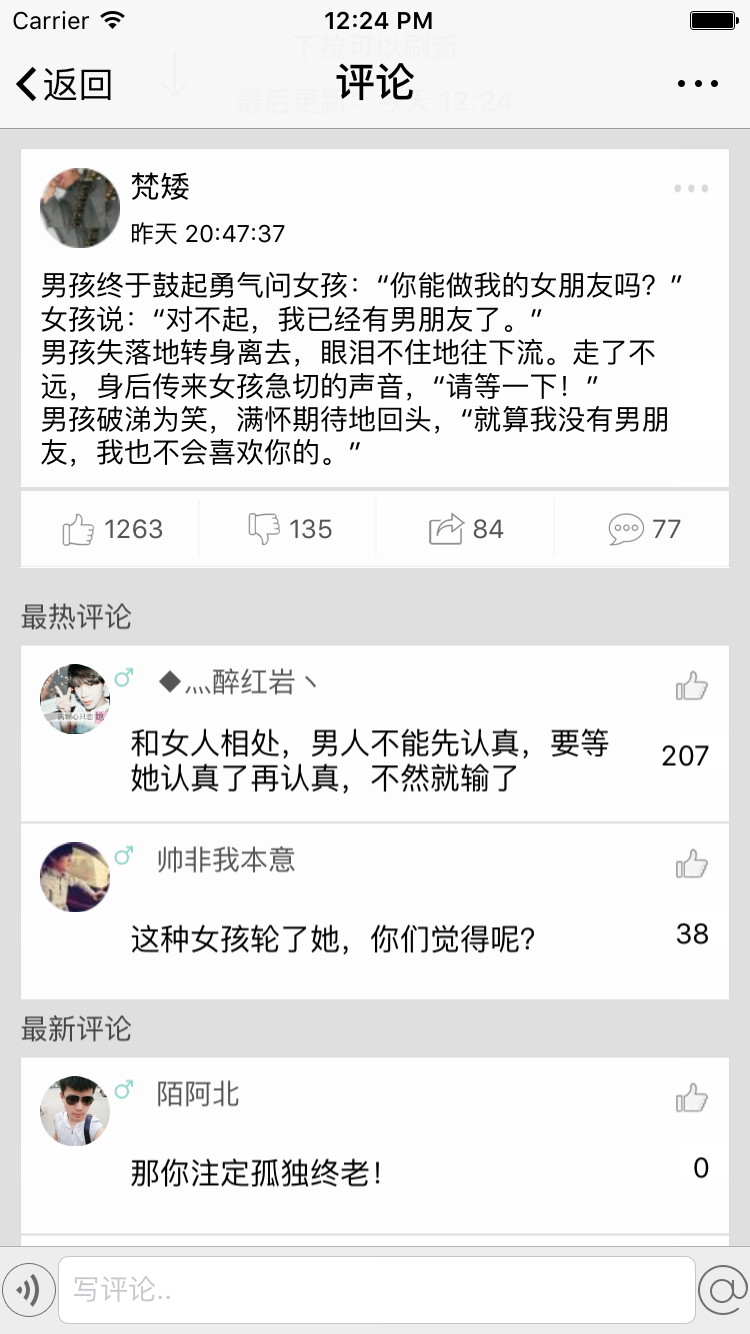 Carrier
12:24 PM
下拉可以刷新
返回
评论
最后更新：今天 12:24
梵矮
昨天 20:47:37
男孩终于鼓起勇气问女孩：“你能做我的女朋友吗？”
女孩说：“对不起，我已经有男朋友了。”
男孩失落地转身离去，眼泪不住地往下流。走了不
远，身后传来女孩急切的声音，“请等一下！”
男孩破涕为笑，满怀期待地回头，“就算我没有男朋
友，我也不会喜欢你的。”
1263
135
84
77
最热评论
◆灬醉红岩丶
和女人相处，男人不能先认真，要等
她认真了再认真，不然就输了
207
帅非我本意
这种女孩轮了她，你们觉得呢？
38
最新评论
陌阿北
那你注定孤独终老！
0
写评论..